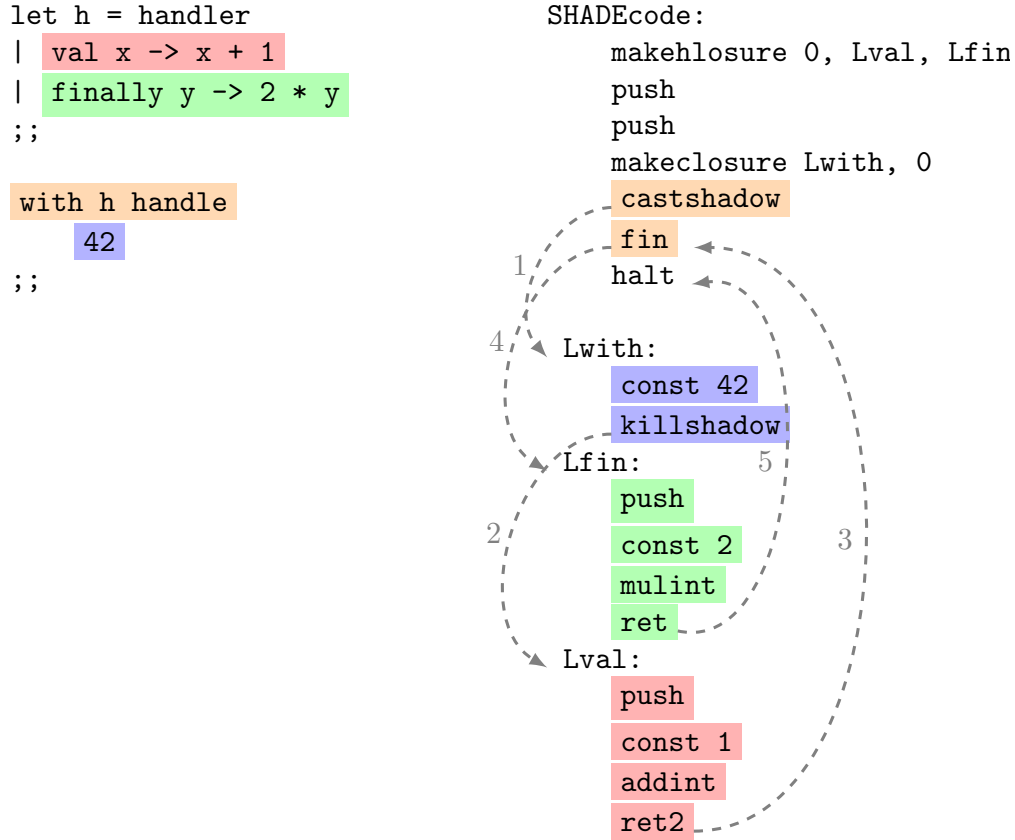 let h = handler
| val x -> x + 1
| finally y -> 2 * y
;;
with h handle
42
;;
SHADEcode:
makehlosure 0, Lval, Lfin
push
push
makeclosure Lwith, 0
castshadow
fin
halt
1
4
Lwith:
const 42
killshadow
Lfin:
5
push
2
const 2
3
mulint
ret
Lval:
push
const 1
addint
ret2